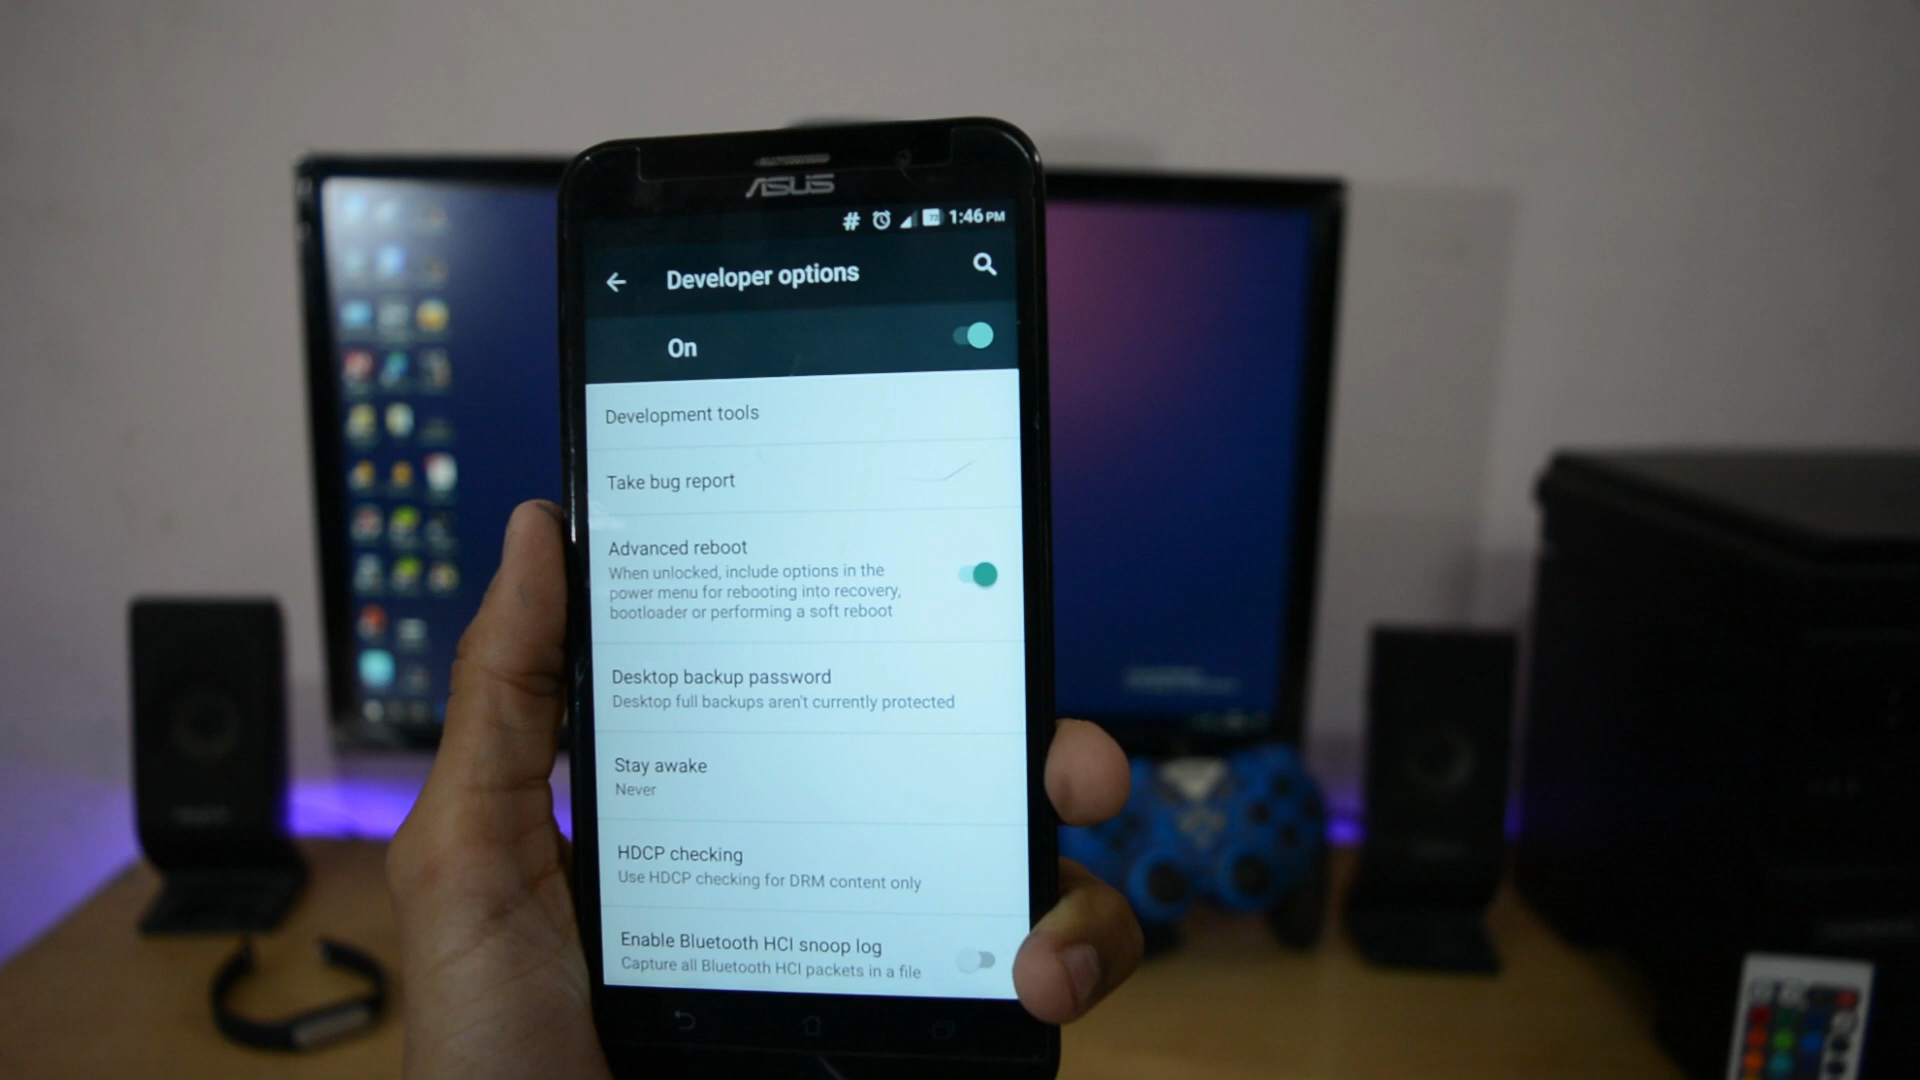 ASUS
# 73 1:46 PM
Developer options
On
Development tools
Take bug report
Advanced reboot
When unlocked, include options in the
power menu for rebooting into recovery,
bootloader or performing a soft reboot
Desktop backup password
Desktop full backups aren't currently protected
Stay awake
Never
HDCP checking
Use HDCP checking for DRM content only
Enable Bluetooth HCI snoop log
Capture all Bluetooth HCI packets in a file